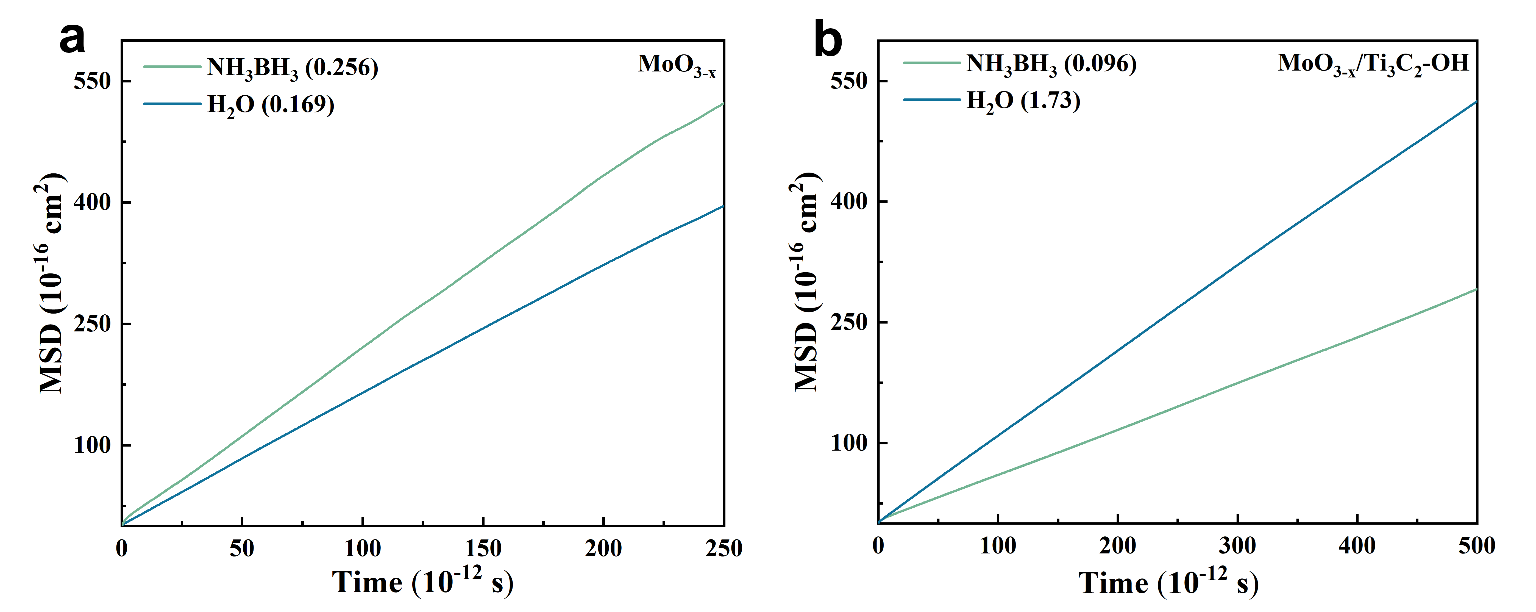 a
NH₃BH₃ (0.256)
H₂O (0.169)
MoO₃₋ₓ
550
400
250
100
MSD (10⁻¹⁶ cm²)
0
50
100
150
200
250
Time (10⁻¹² s)
b
NH₃BH₃ (0.096)
H₂O (1.73)
MoO₃₋ₓ/Ti₃C₂-OH
550
400
250
100
MSD (10⁻¹⁶ cm²)
0
100
200
300
400
500
Time (10⁻¹² s)